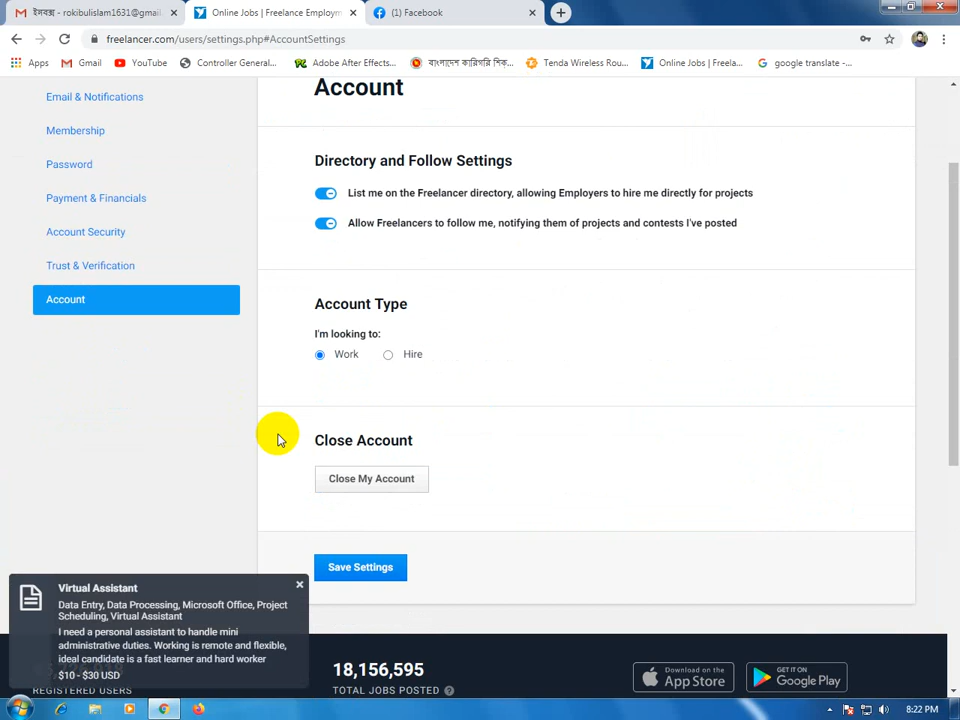 ইনবক্স - rokibulislam1631@gmail
Online Jobs | Freelance Employm
(1) Facebook
freelancer.com/users/settings.php#AccountSettings
Apps
Gmail
YouTube
Controller General...
Adobe After Effects...
বাংলাদেশ কারিগরি শিক...
Tenda Wireless Rou...
Online Jobs | Freela...
google translate -...
Email & Notifications
Membership
Password
Payment & Financials
Account Security
Trust & Verification
Account
Account
Directory and Follow Settings
List me on the Freelancer directory, allowing Employers to hire me directly for projects
Allow Freelancers to follow me, notifying them of projects and contests I've posted
Account Type
I'm looking to:
Work
Hire
Close Account
Close My Account
Save Settings
Virtual Assistant
Data Entry, Data Processing, Microsoft Office, Project
Scheduling, Virtual Assistant
I need a personal assistant to handle mini
administrative duties. Working is remote and flexible,
ideal candidate is a fast learner and hard worker
$10 - $30 USD
REGISTERED USERS
18,156,595
TOTAL JOBS POSTED
Download on the
App Store
GET IT ON
Google Play
8:22 PM